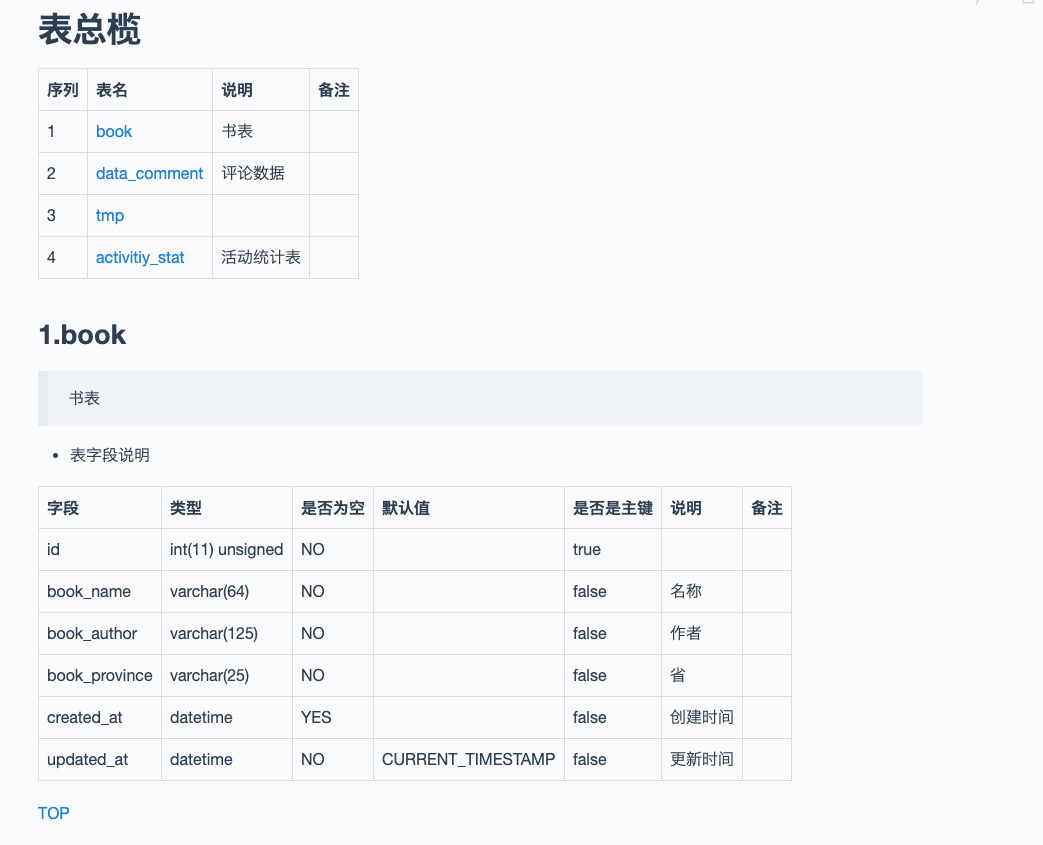 表总榄
序列 表名 说明 备注
1 book 书表
2 data_comment 评论数据
3 tmp
4 activitiy_stat 活动统计表
1.book
书表
• 表字段说明
字段 类型 是否为空 默认值 是否是主键 说明 备注
id int(11) unsigned NO true
book_name varchar(64) NO false 名称
book_author varchar(125) NO false 作者
book_province varchar(25) NO false 省
created_at datetime YES false 创建时间
updated_at datetime NO CURRENT_TIMESTAMP false 更新时间
TOP